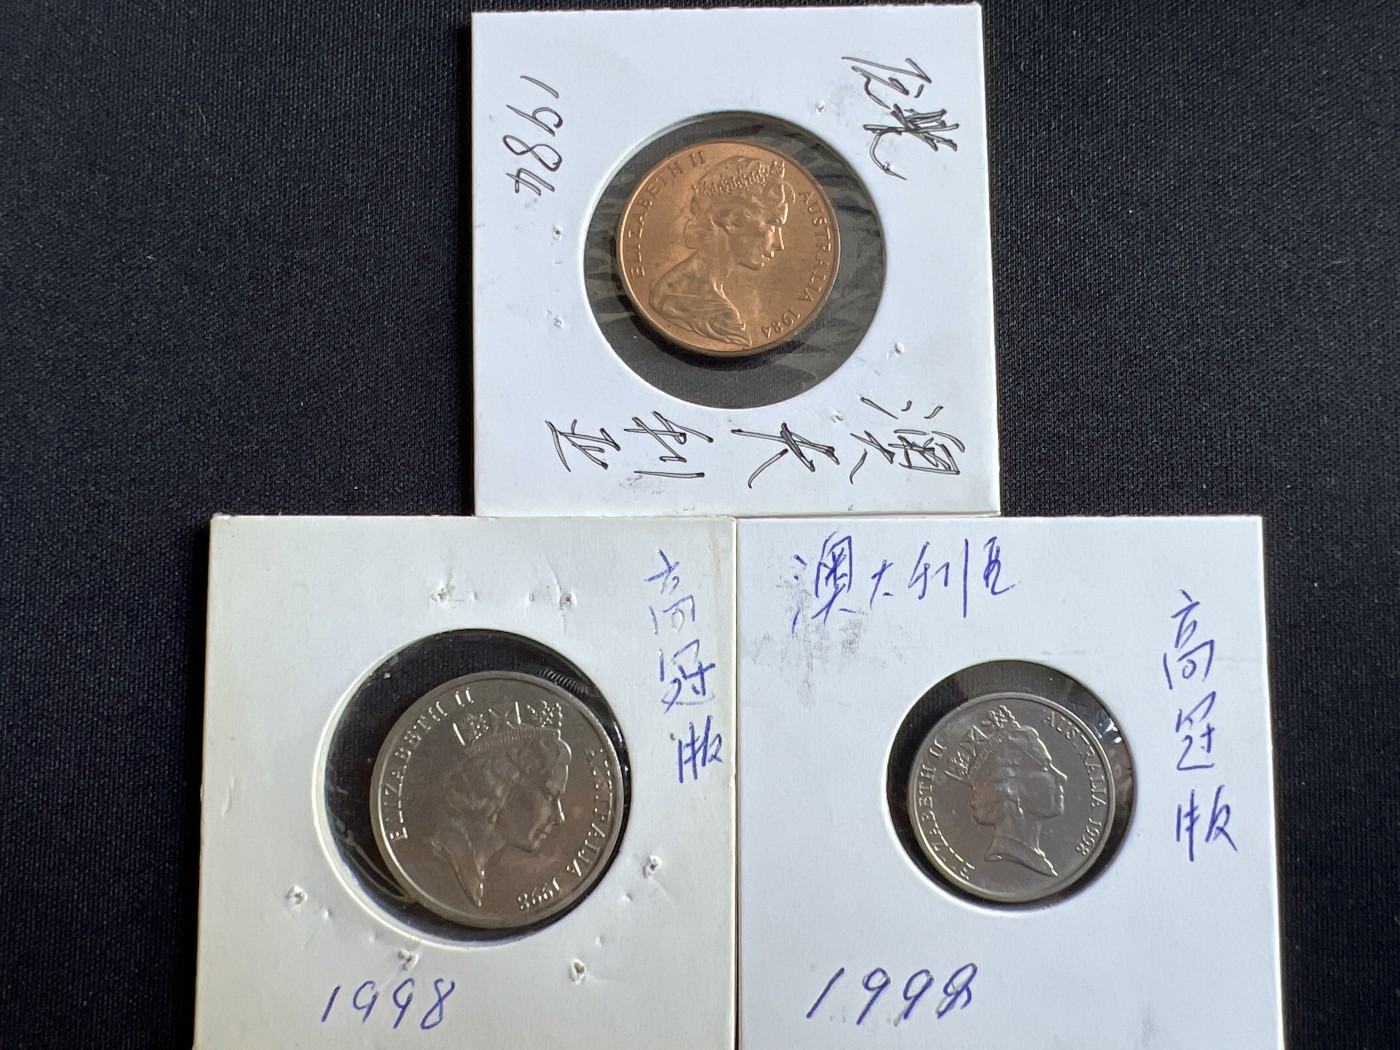 1984
ELIZABETH II
AUSTRALIA 1984
澳大利亚
高冠版
ELIZABETH II
AUSTRALIA 1998
1998
澳大利亚
高冠版
ELIZABETH II
AUSTRALIA 1998
1998